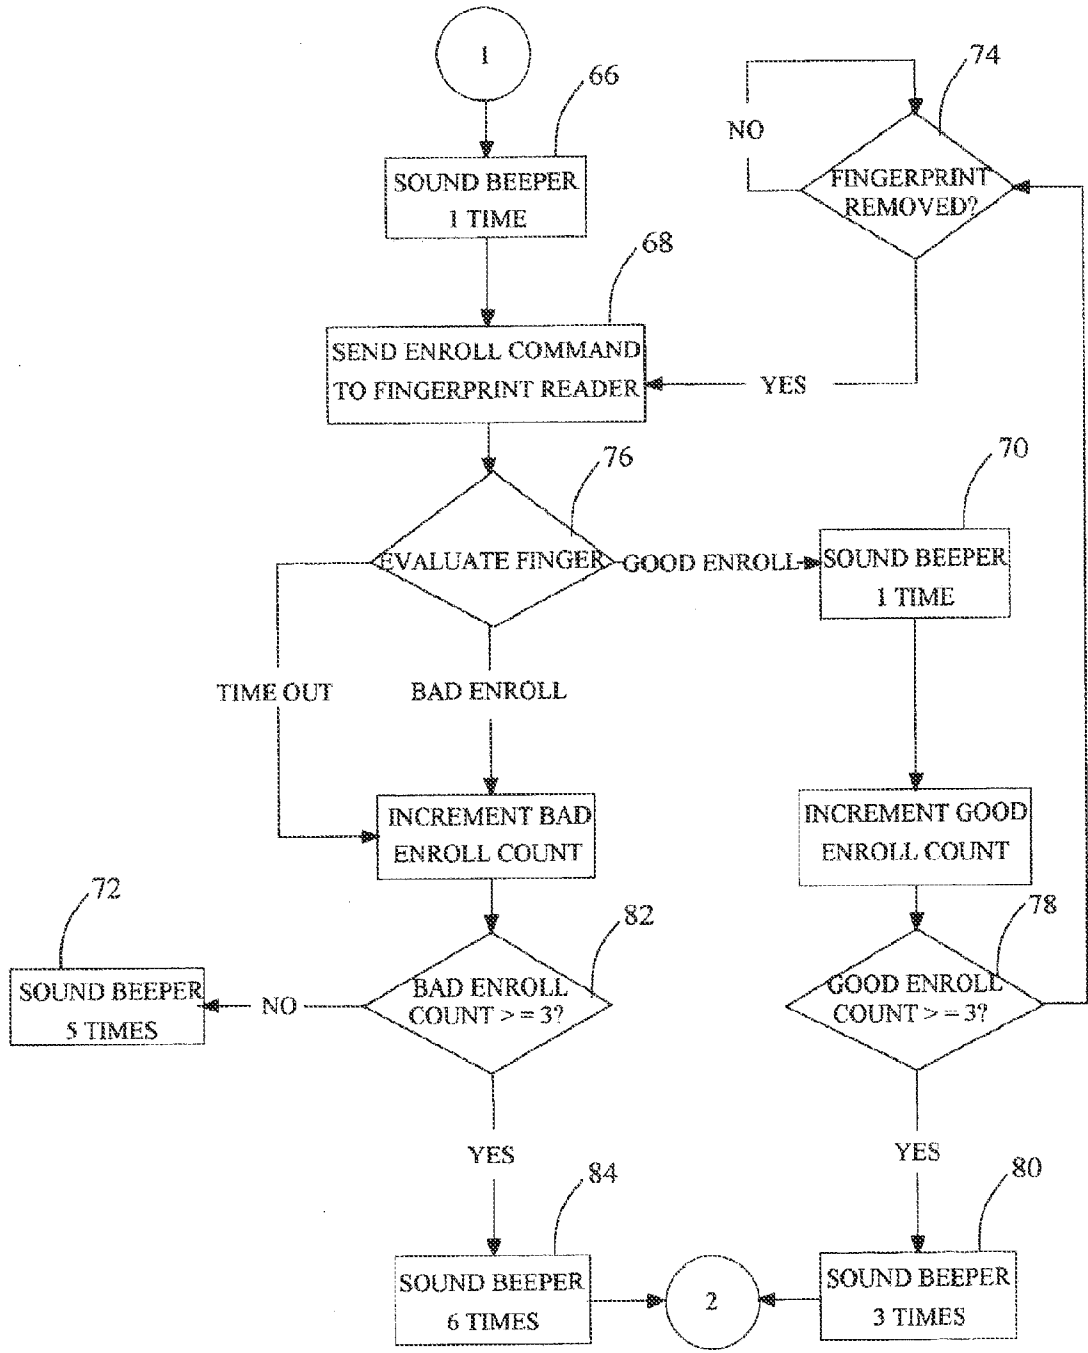 1
66
SOUND BEEPER
1 TIME
74
NO
FINGERPRINT
REMOVED?
68
SEND ENROLL COMMAND
TO FINGERPRINT READER
YES
76
EVALUATE FINGER
GOOD ENROLL
70
SOUND BEEPER
1 TIME
TIME OUT
BAD ENROLL
INCREMENT BAD
ENROLL COUNT
INCREMENT GOOD
ENROLL COUNT
72
SOUND BEEPER
5 TIMES
NO
82
BAD ENROLL
COUNT > = 3?
78
GOOD ENROLL
COUNT > = 3?
YES
YES
84
SOUND BEEPER
6 TIMES
2
80
SOUND BEEPER
3 TIMES